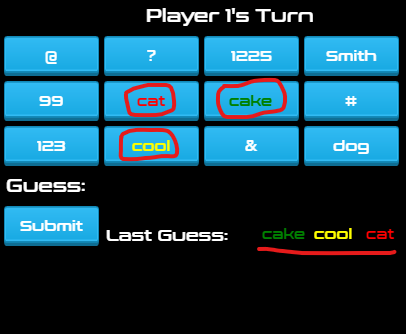 Player 1's Turn
@ ? 1225 Smith
99 cat cake #
123 cool & dog
Guess:
Submit
Last Guess: cake cool cat